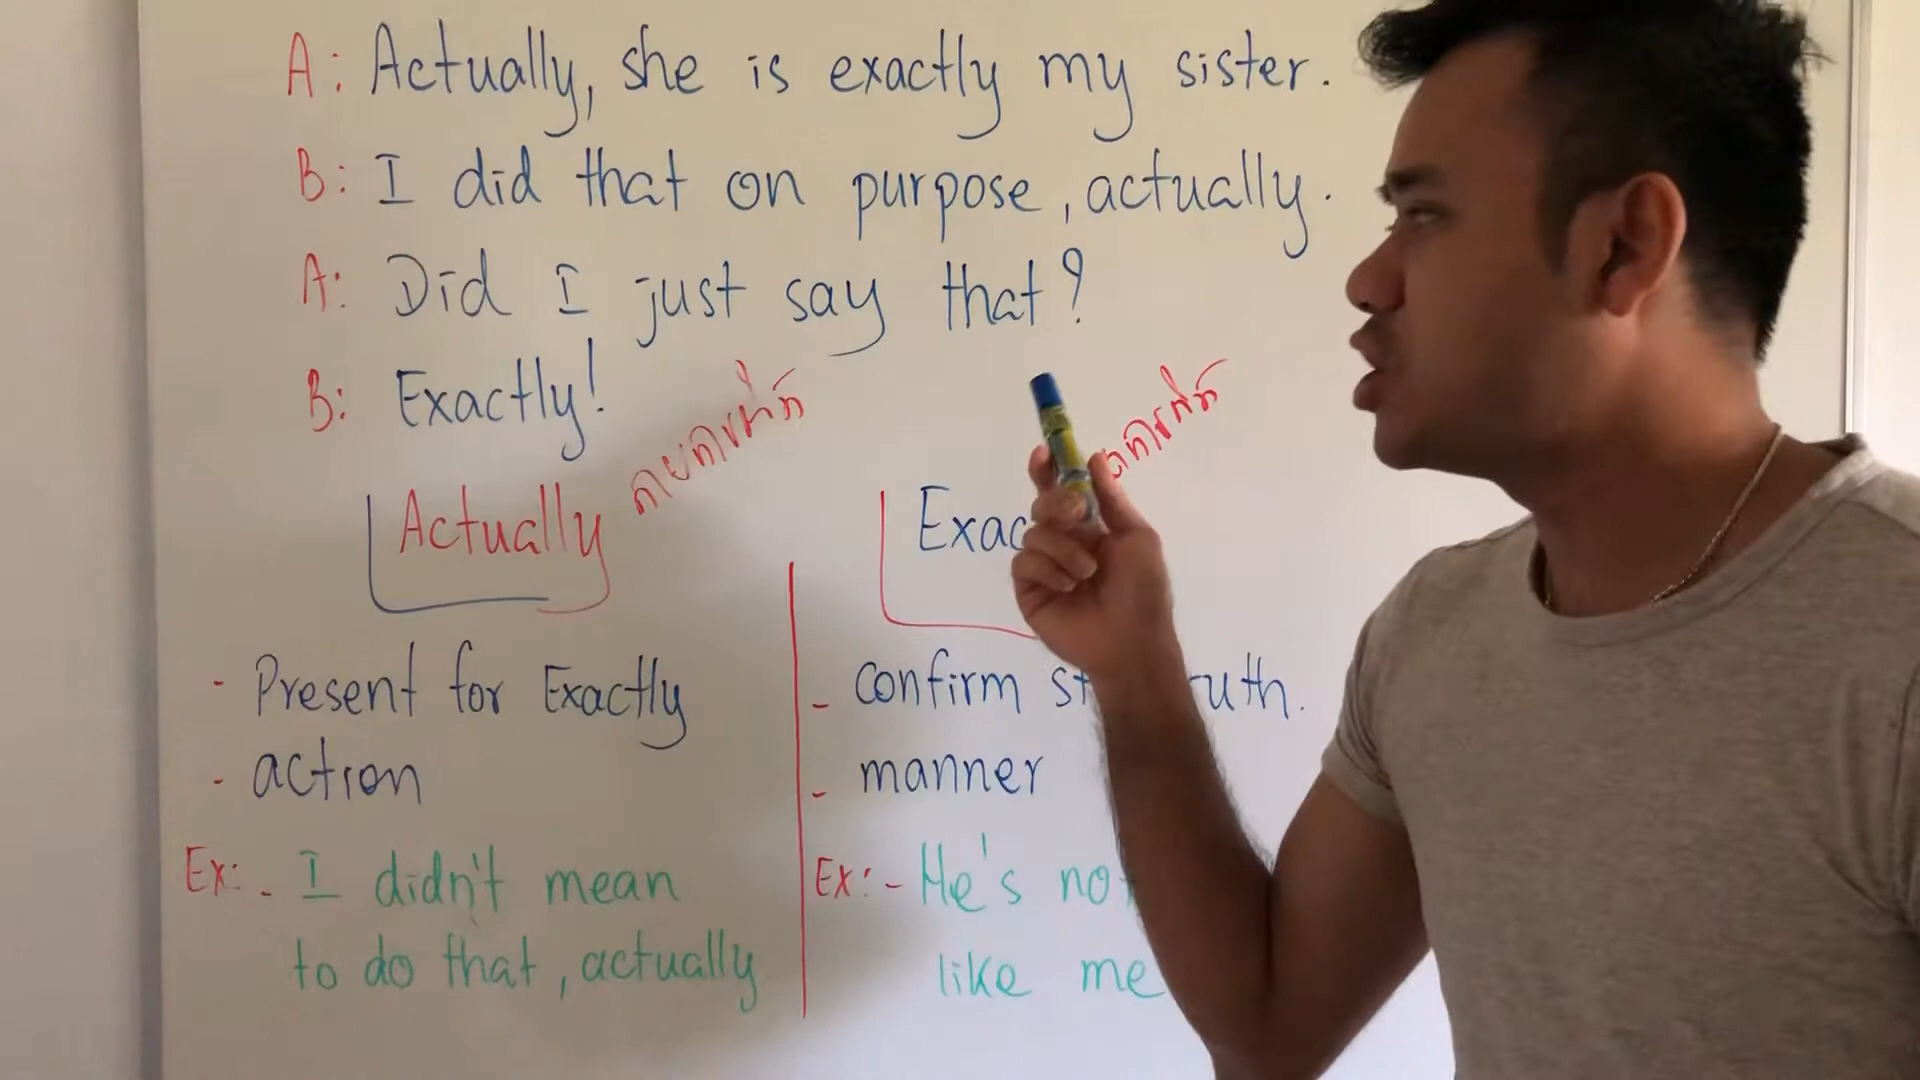 A: Actually, she is exactly my sister.
B: I did that on purpose, actually.
A: Did I just say that?
B: Exactly!
Actually
- Present for Exactly
- action
Ex: - I didn't mean
to do that, actually
- confirm
- manner
Ex: - He's
like me